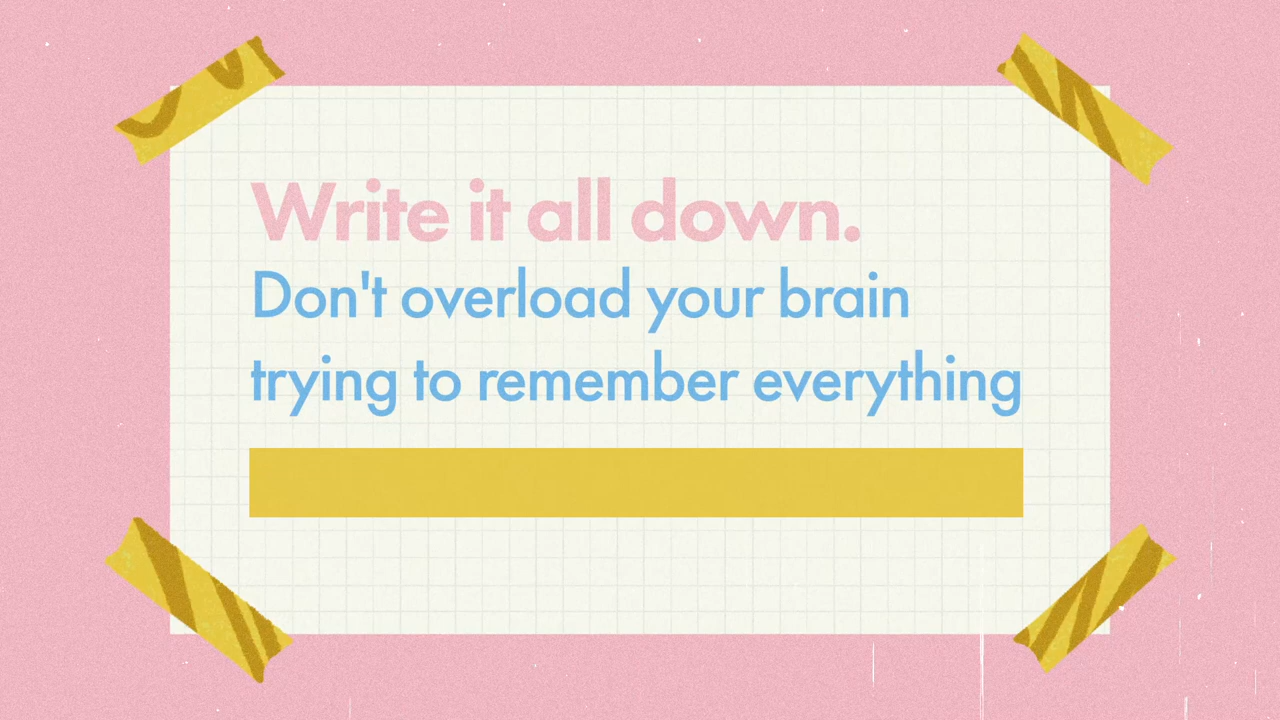 Write it all down.
Don't overload your brain
trying to remember everything